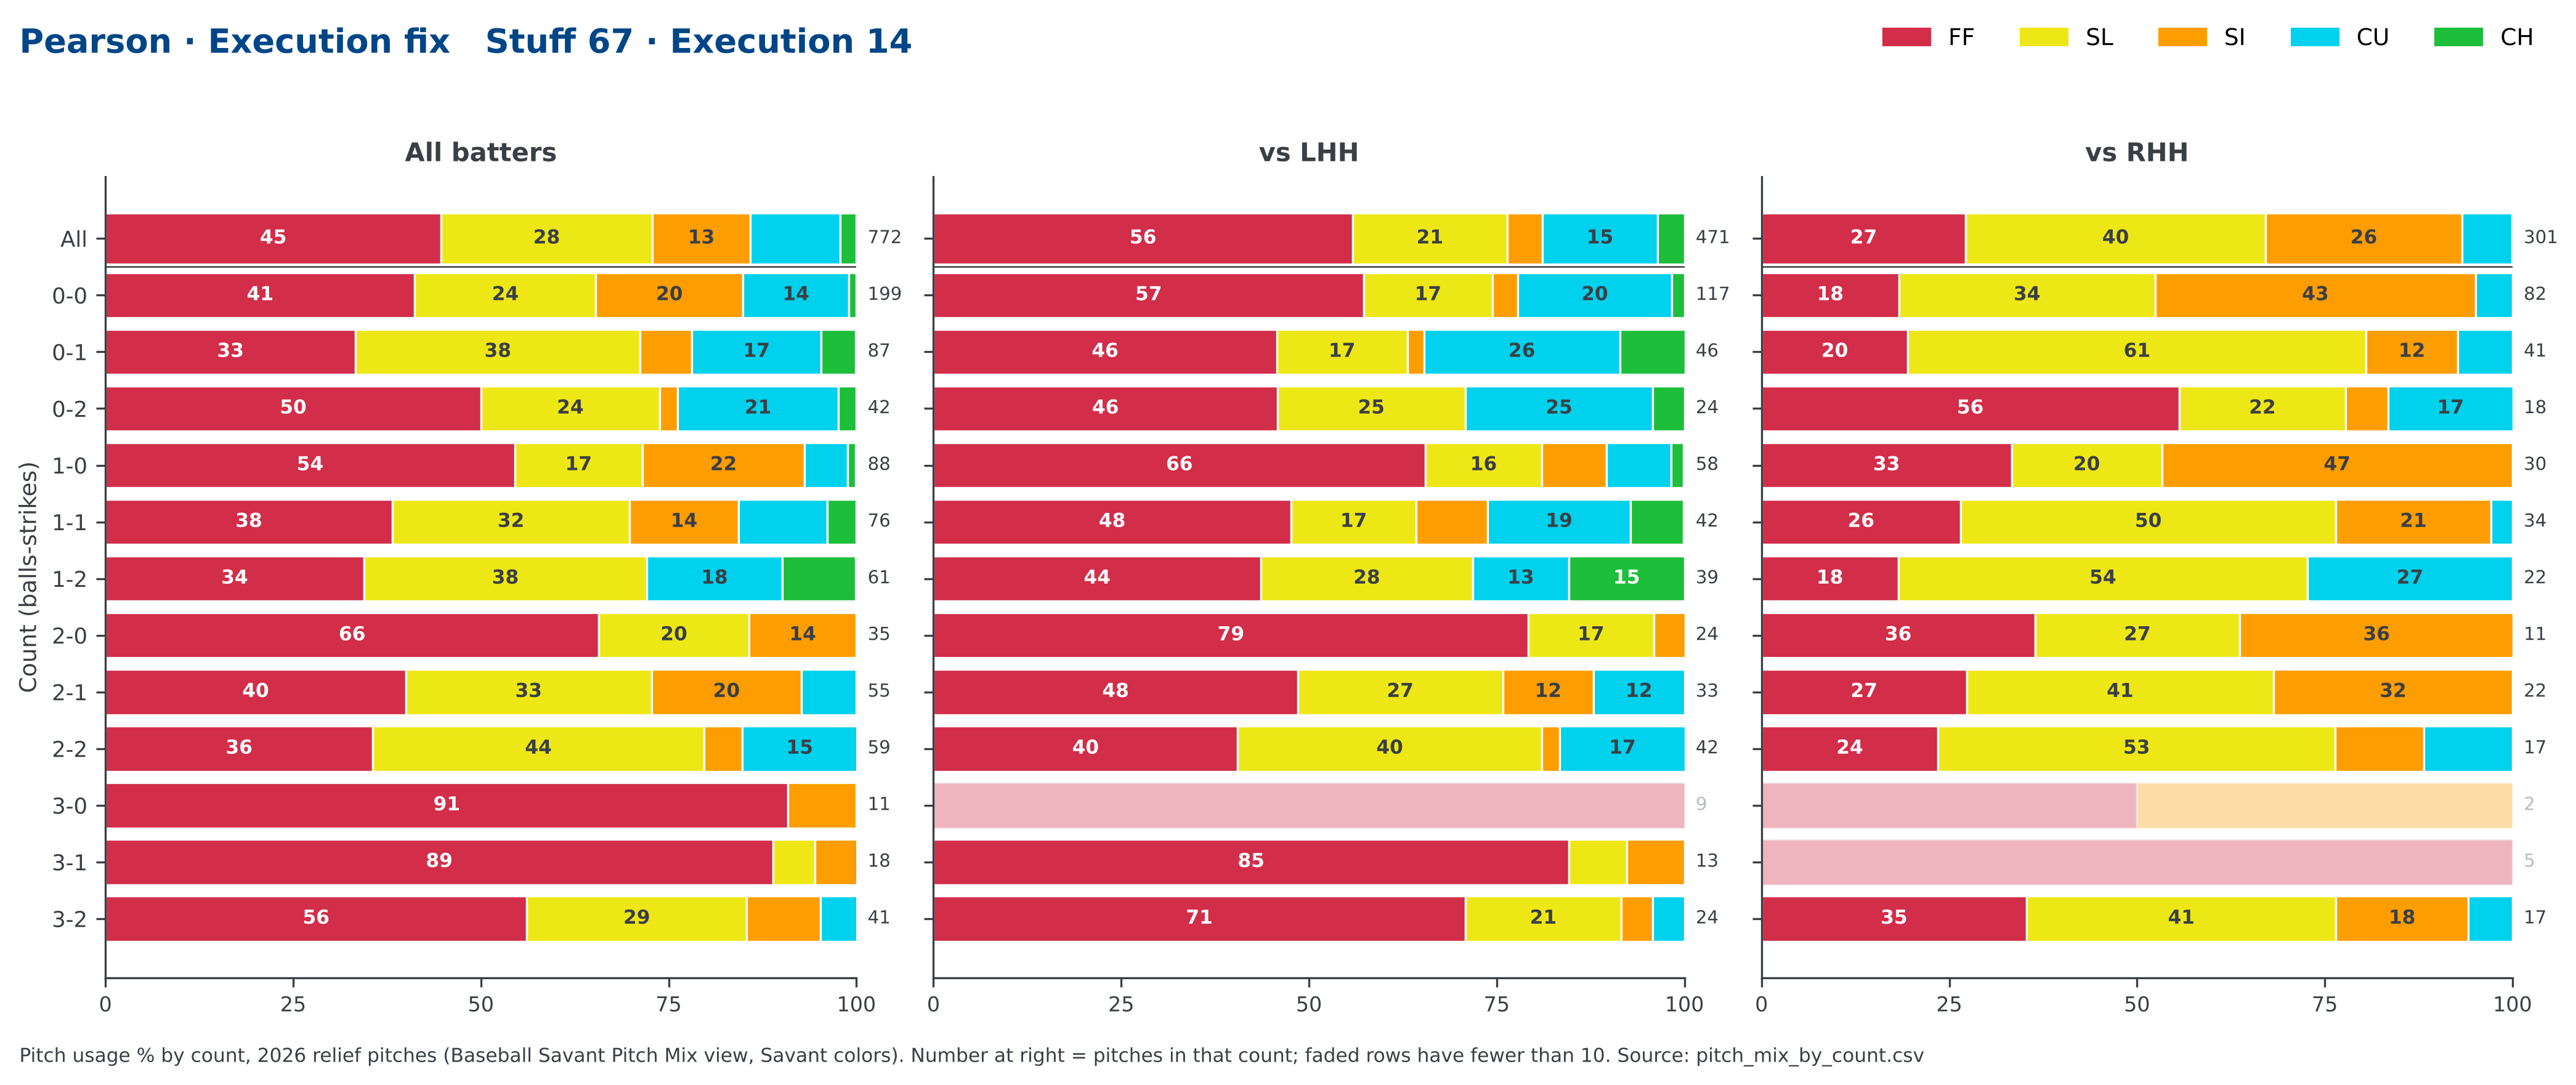 Pearson · Execution fix   Stuff 67 · Execution 14
FF SL SI CU CH
All batters vs LHH vs RHH
Count (balls-strikes)
All 45 28 13 772 56 21 15 471 27 40 26 301
0-0 41 24 20 14 199 57 17 20 117 18 34 43 82
0-1 33 38 17 87 46 17 26 46 20 61 12 41
0-2 50 24 21 42 46 25 25 24 56 22 17 18
1-0 54 17 22 88 66 16 58 33 20 47 30
1-1 38 32 14 76 48 17 19 42 26 50 21 34
1-2 34 38 18 61 44 28 13 15 39 18 54 27 22
2-0 66 20 14 35 79 17 24 36 27 36 11
2-1 40 33 20 55 48 27 12 12 33 27 41 32 22
2-2 36 44 15 59 40 40 17 42 24 53 17
3-0 91 11 9 2
3-1 89 18 85 13 5
3-2 56 29 41 71 21 24 35 41 18 17
0 25 50 75 100 0 25 50 75 100 0 25 50 75 100
Pitch usage % by count, 2026 relief pitches (Baseball Savant Pitch Mix view, Savant colors). Number at right = pitches in that count; faded rows have fewer than 10. Source: pitch_mix_by_count.csv